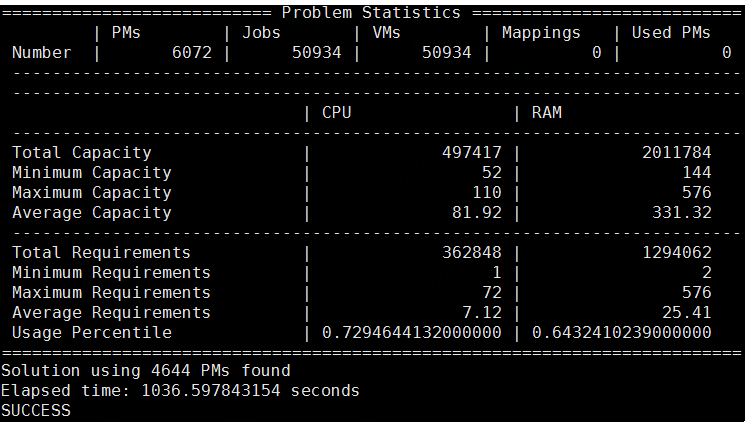 =========================== Problem Statistics ===========================
| PMs | Jobs | VMs | Mappings | Used PMs
Number | 6072 | 50934 | 50934 | 0 | 0
-------------------------------------------------------------------------
-------------------------------------------------------------------------
| CPU | RAM
-------------------------------------------------------------------------
Total Capacity | 497417 | 2011784
Minimum Capacity | 52 | 144
Maximum Capacity | 110 | 576
Average Capacity | 81.92 | 331.32
-------------------------------------------------------------------------
Total Requirements | 362848 | 1294062
Minimum Requirements | 1 | 2
Maximum Requirements | 72 | 576
Average Requirements | 7.12 | 25.41
Usage Percentile | 0.7294644132000000 | 0.6432410239000000
==========================================================================
Solution using 4644 PMs found
Elapsed time: 1036.597843154 seconds
SUCCESS